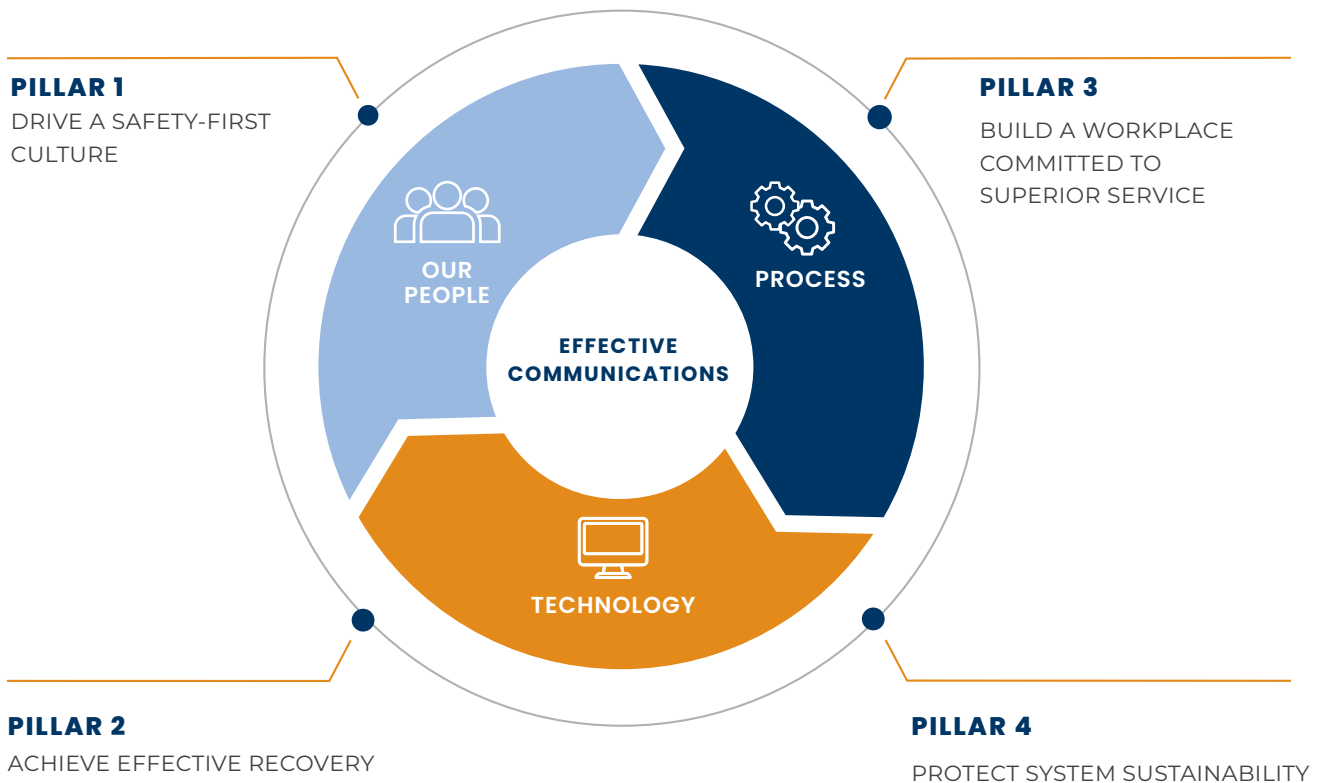 PILLAR 1
DRIVE A SAFETY-FIRST
CULTURE
PILLAR 3
BUILD A WORKPLACE
COMMITTED TO
SUPERIOR SERVICE
OUR
PEOPLE
PROCESS
EFFECTIVE
COMMUNICATIONS
TECHNOLOGY
PILLAR 2
ACHIEVE EFFECTIVE RECOVERY
PILLAR 4
PROTECT SYSTEM SUSTAINABILITY